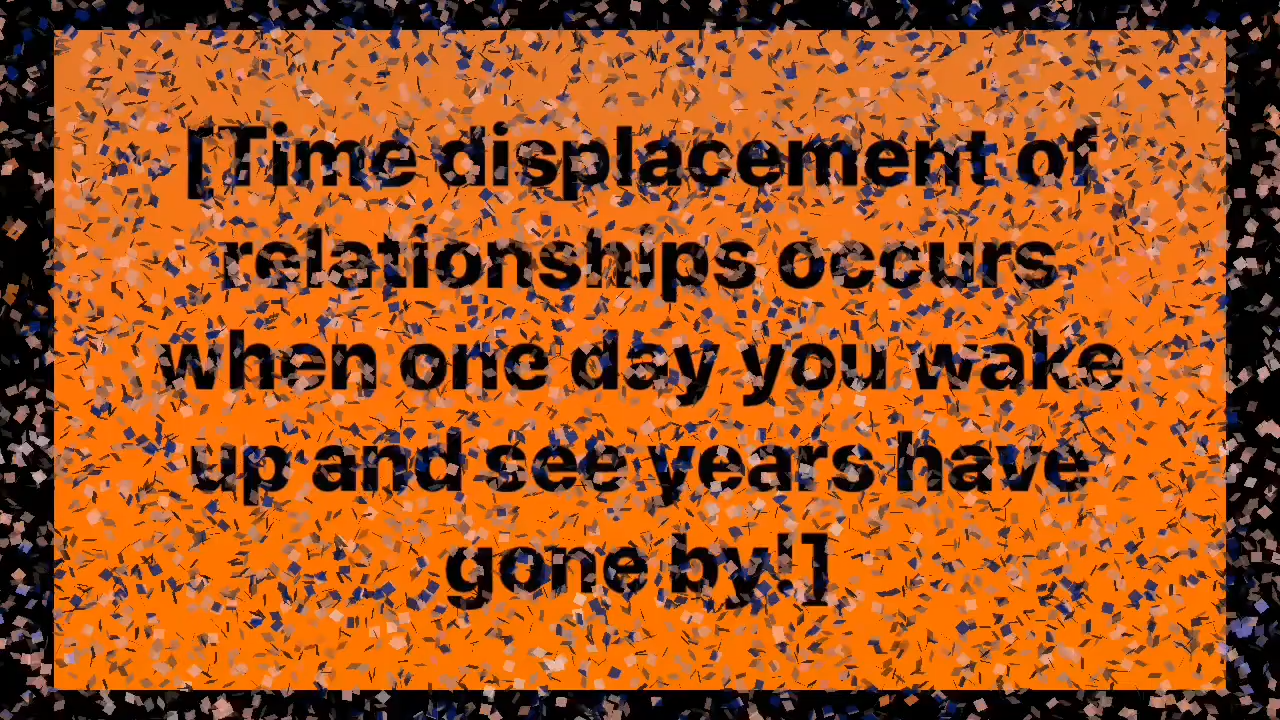 [Time displacement of
relationships occurs
when one day you wake
up and see years have
gone by!]